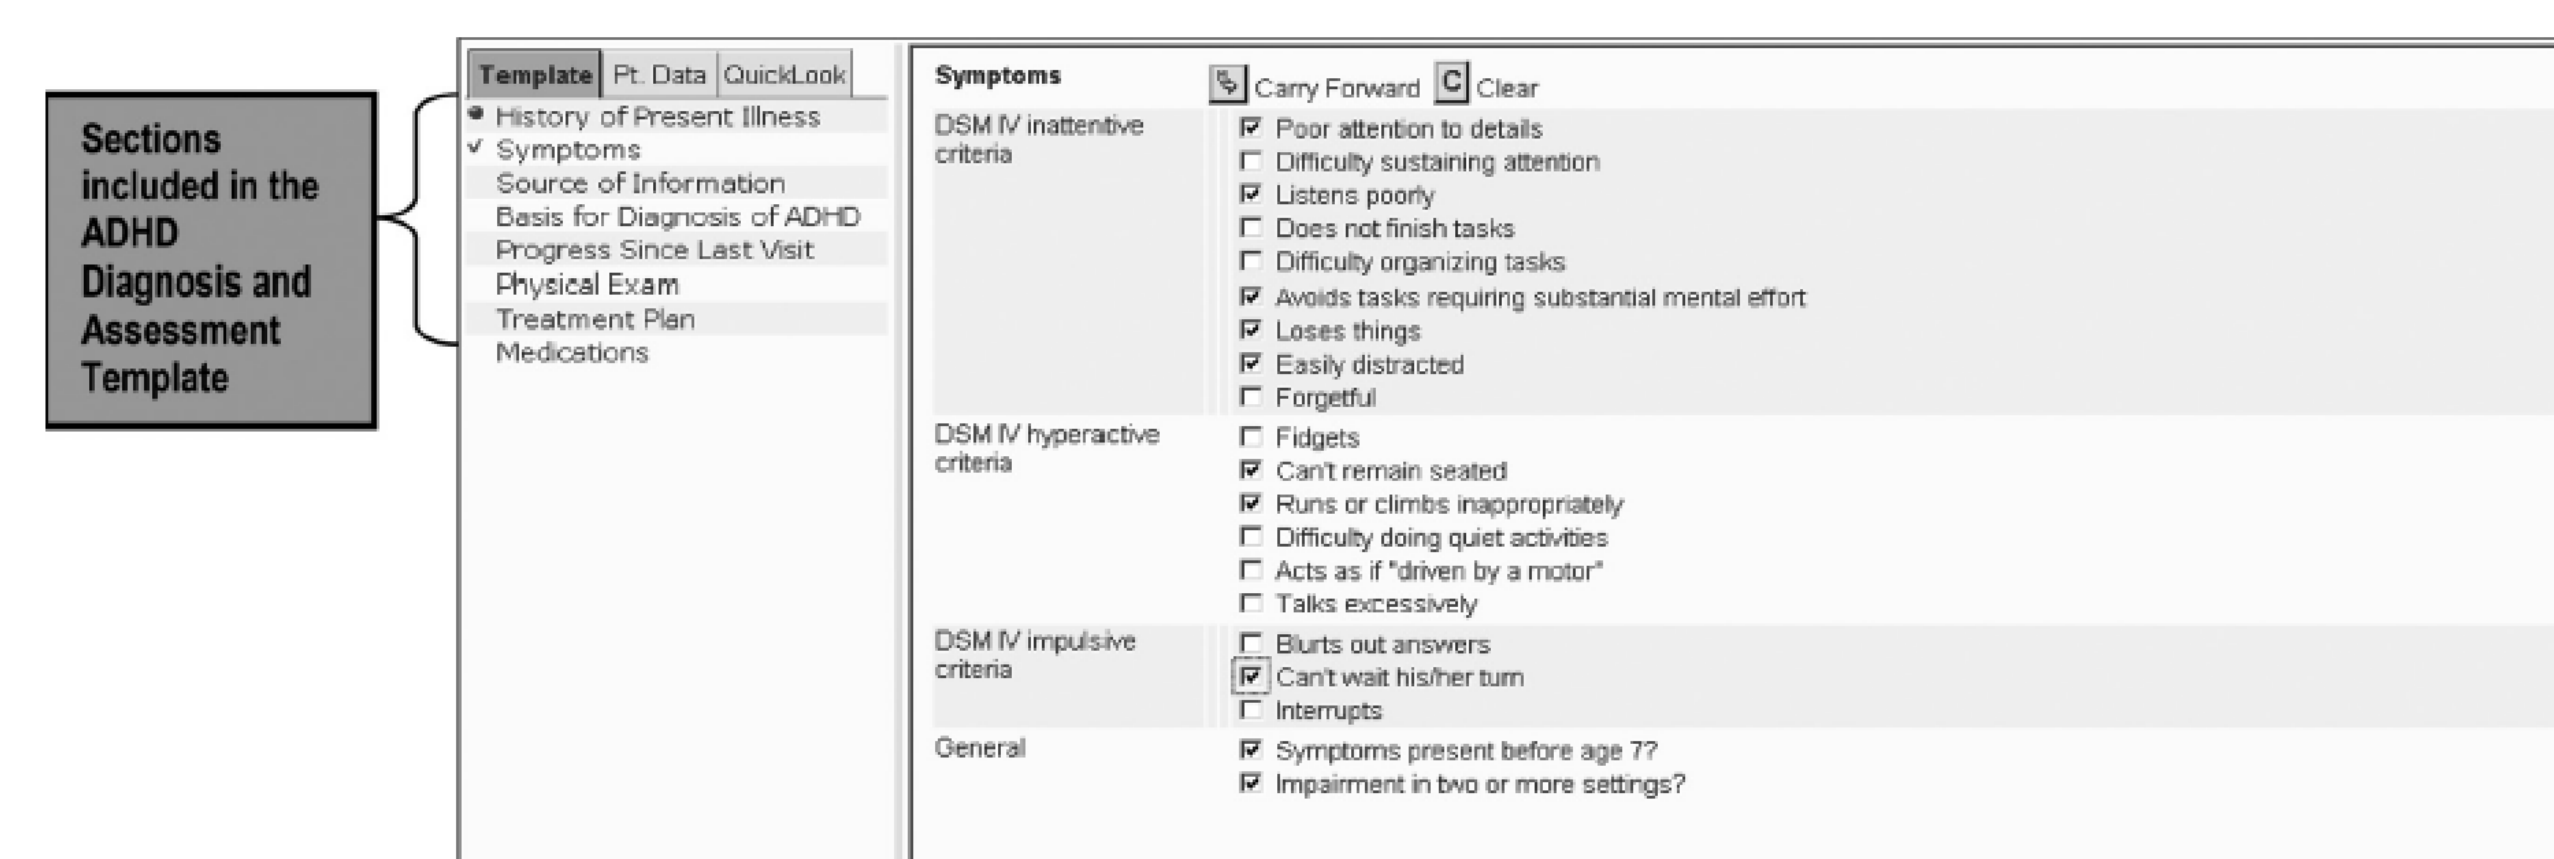 Sections
included in the
ADHD
Diagnosis and
Assessment
Template
Template Pt. Data QuickLook
History of Present Illness
Symptoms
Source of Information
Basis for Diagnosis of ADHD
Progress Since Last Visit
Physical Exam
Treatment Plan
Medications
Symptoms Carry Forward C Clear
DSM IV inattentive
criteria
Poor attention to details
Difficulty sustaining attention
Listens poorly
Does not finish tasks
Difficulty organizing tasks
Avoids tasks requiring substantial mental effort
Loses things
Easily distracted
Forgetful
DSM IV hyperactive
criteria
Fidgets
Can't remain seated
Runs or climbs inappropriately
Difficulty doing quiet activities
Acts as if "driven by a motor"
Talks excessively
DSM IV impulsive
criteria
Blurts out answers
Can't wait his/her turn
Interrupts
General
Symptoms present before age 7?
Impairment in two or more settings?